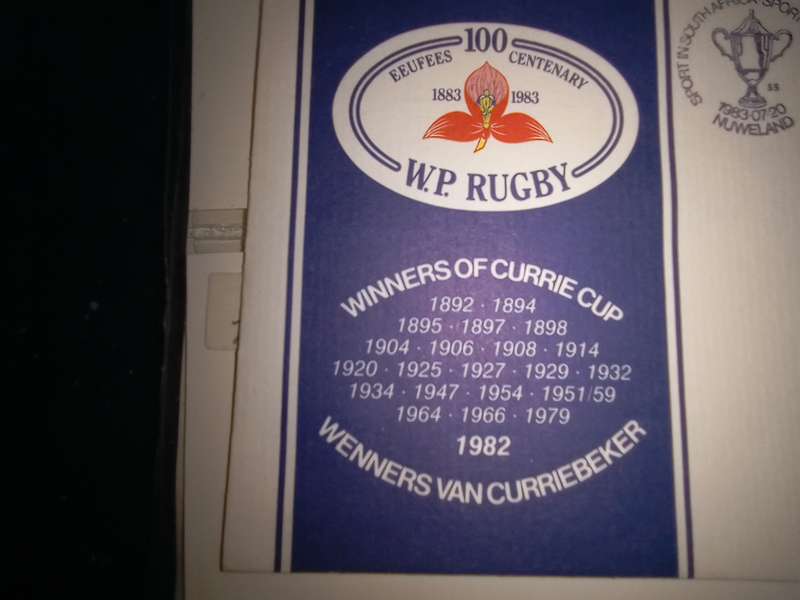 100
EEUFEES CENTENARY
1883 1983
W.P. RUGBY
WINNERS OF CURRIE CUP
1892 · 1894
1895 · 1897 · 1898
1904 · 1906 · 1908 · 1914
1920 · 1925 · 1927 · 1929 · 1932
1934 · 1947 · 1954 · 1951/59
1964 · 1966 · 1979
1982
WENNERS VAN CURRIEBEKER
SPORT IN SOUTH AFRICA SPORT
1983·07·20
NUWELAND